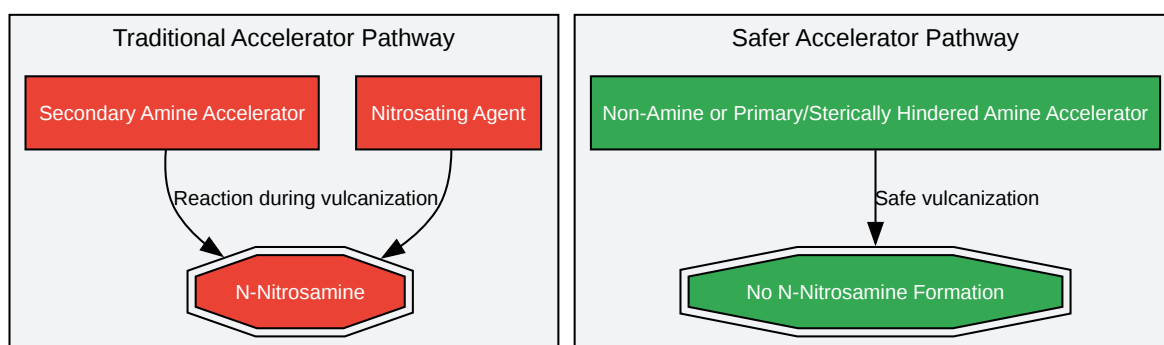 Traditional Accelerator Pathway
Secondary Amine Accelerator
Nitrosating Agent
Reaction during vulcanization
N-Nitrosamine
Safer Accelerator Pathway
Non-Amine or Primary/Sterically Hindered Amine Accelerator
Safe vulcanization
No N-Nitrosamine Formation